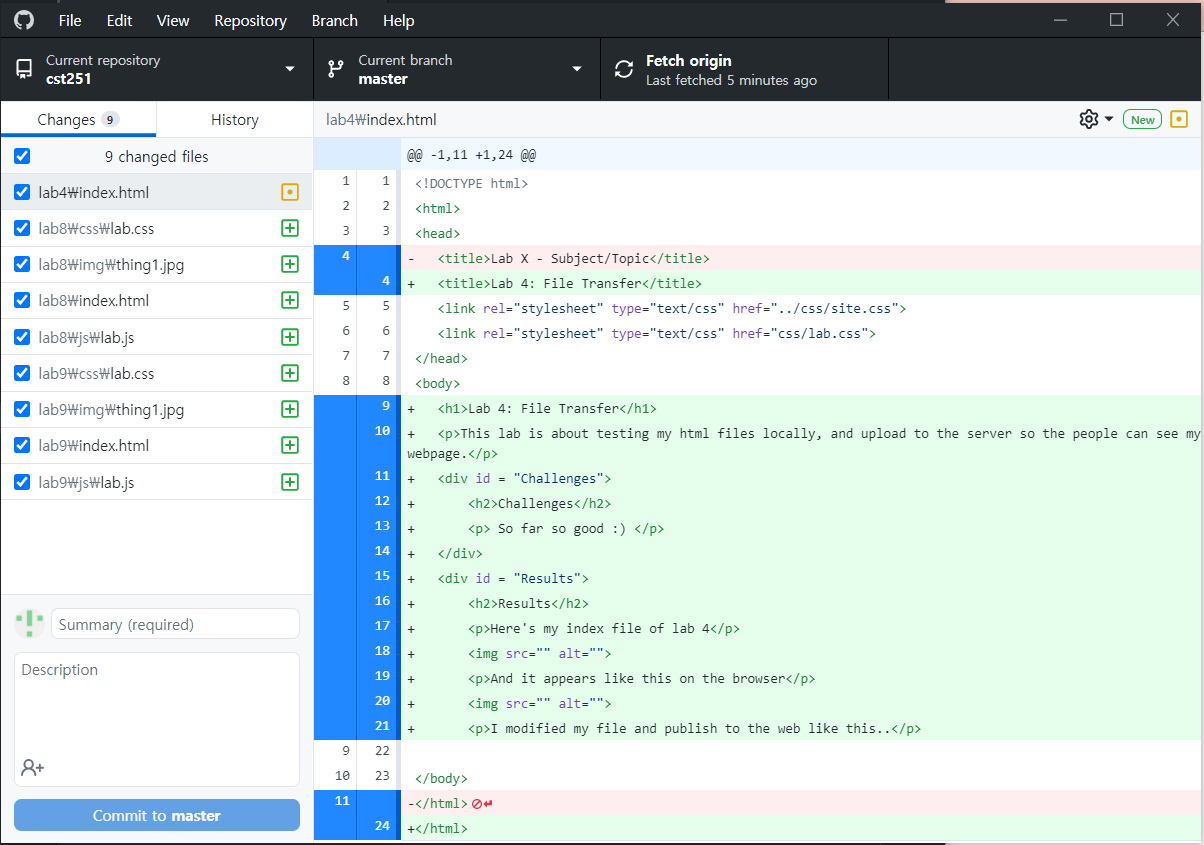 File Edit View Repository Branch Help
Current repository
cst251
Current branch
master
Fetch origin
Last fetched 5 minutes ago
Changes 9
History
9 changed files
lab4₩index.html
lab8₩css₩lab.css
lab8₩img₩thing1.jpg
lab8₩index.html
lab8₩js₩lab.js
lab9₩css₩lab.css
lab9₩img₩thing1.jpg
lab9₩index.html
lab9₩js₩lab.js
Summary (required)
Description
Commit to master
lab4₩index.html
New
@@ -1,11 +1,24 @@
1 1 <!DOCTYPE html>
2 2 <html>
3 3 <head>
4 -   <title>Lab X - Subject/Topic</title>
4 +   <title>Lab 4: File Transfer</title>
5 5    <link rel="stylesheet" type="text/css" href="../css/site.css">
6 6    <link rel="stylesheet" type="text/css" href="css/lab.css">
7 7 </head>
8 8 <body>
9 +   <h1>Lab 4: File Transfer</h1>
10 +   <p>This lab is about testing my html files locally, and upload to the server so the people can see my
webpage.</p>
11 +   <div id = "Challenges">
12 +       <h2>Challenges</h2>
13 +       <p> So far so good :) </p>
14 +   </div>
15 +   <div id = "Results">
16 +       <h2>Results</h2>
17 +       <p>Here's my index file of lab 4</p>
18 +       <img src="" alt="">
19 +       <p>And it appears like this on the browser</p>
20 +       <img src="" alt="">
21 +       <p>I modified my file and publish to the web like this..</p>
9 22
10 23 </body>
11 -</html>
24 +</html>